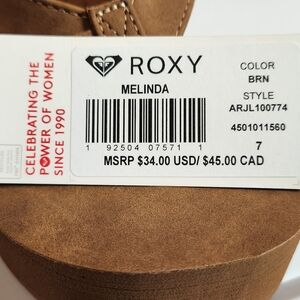 CELEBRATING THE
POWER OF WOMEN
SINCE 1990
ROXY
MELINDA
1 92504 07571 1
MSRP $34.00 USD/ $45.00 CAD
COLOR
BRN
STYLE
ARJL100774
4501011560
7